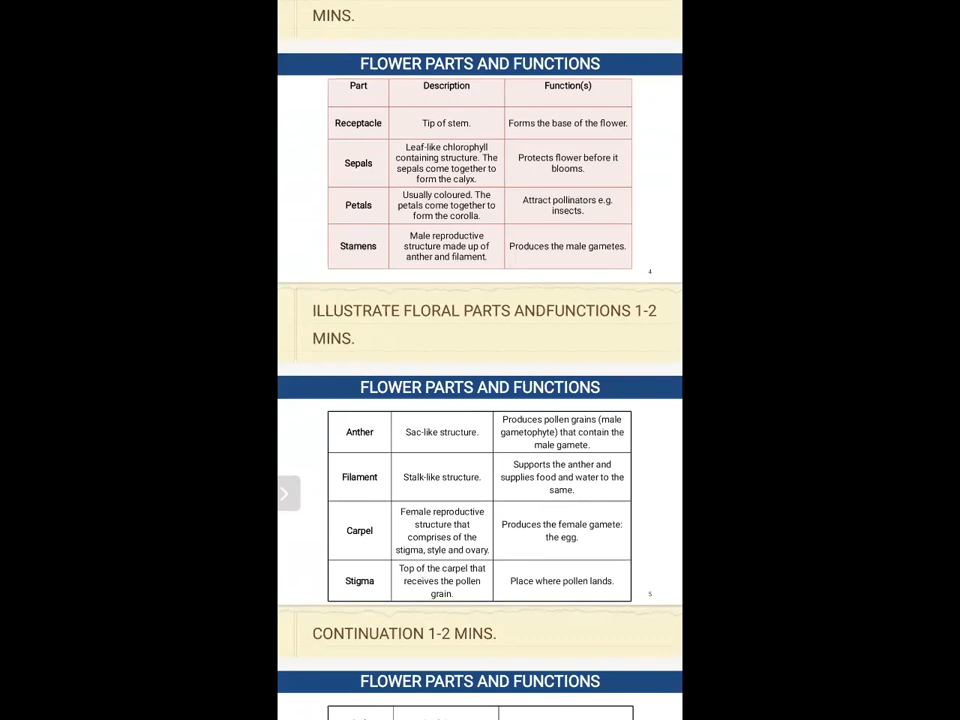 MINS.
FLOWER PARTS AND FUNCTIONS
Part Description Function(s)
Receptacle Tip of stem. Forms the base of the flower.
Sepals
Leaf-like chlorophyll
containing structure. The
sepals come together to
form the calyx.
Protects flower before it
blooms.
Petals
Usually coloured. The
petals come together to
form the corolla.
Attract pollinators e.g.
insects.
Stamens
Male reproductive
structure made up of
anther and filament.
Produces the male gametes.
4
ILLUSTRATE FLORAL PARTS ANDFUNCTIONS 1-2
MINS.
FLOWER PARTS AND FUNCTIONS
Anther
Sac-like structure.
Produces pollen grains (male
gametophyte) that contain the
male gamete.
Filament
Stalk-like structure.
Supports the anther and
supplies food and water to the
same.
Carpel
Female reproductive
structure that
comprises of the
stigma, style and ovary.
Produces the female gamete:
the egg.
Stigma
Top of the carpel that
receives the pollen
grain.
Place where pollen lands.
5
CONTINUATION 1-2 MINS.
FLOWER PARTS AND FUNCTIONS